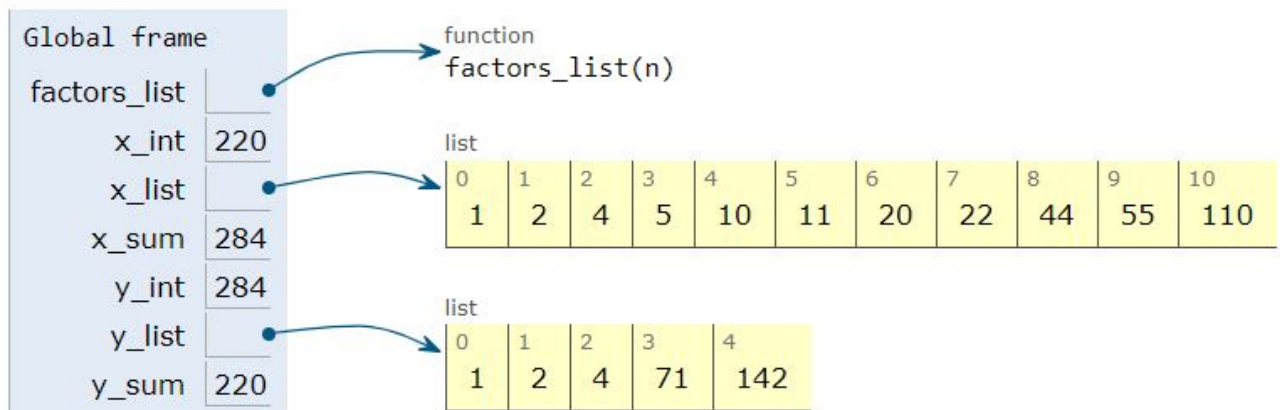 Global frame
factors_list
x_int 220
x_list
x_sum 284
y_int 284
y_list
y_sum 220
function
factors_list(n)
list
0 1 2 3 4 5 6 7 8 9 10
1 2 4 5 10 11 20 22 44 55 110
list
0 1 2 3 4
1 2 4 71 142